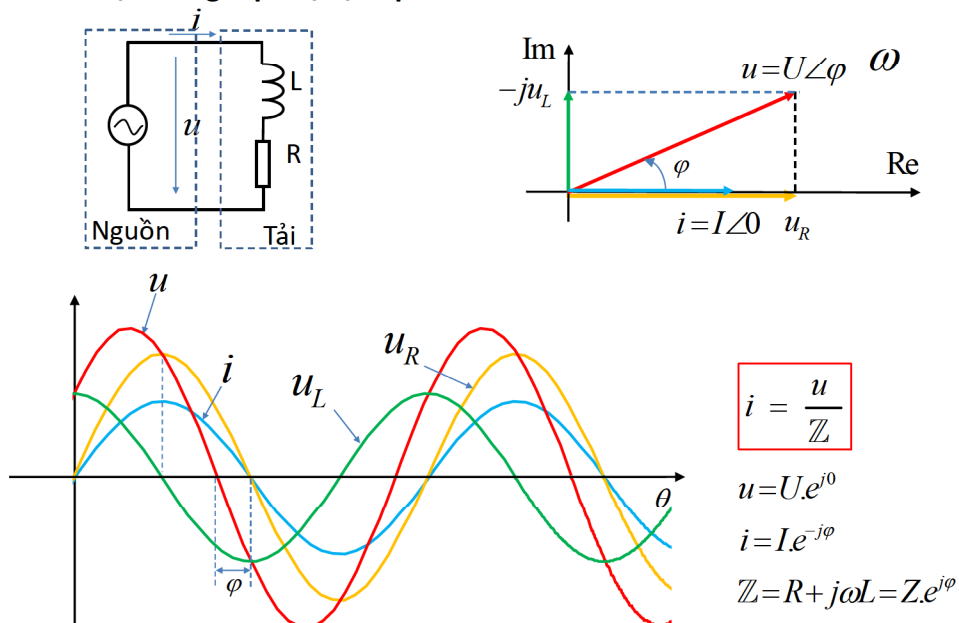 i
L
u
R
Nguồn
Tải
Im
u=U∠φ
ω
−ju_L
φ
Re
i=I∠0
u_R
u
i
u_L
u_R
θ
φ
i = u/ℤ
u=U.e^{j0}
i=I.e^{−jφ}
ℤ=R+jωL=Z.e^{jφ}